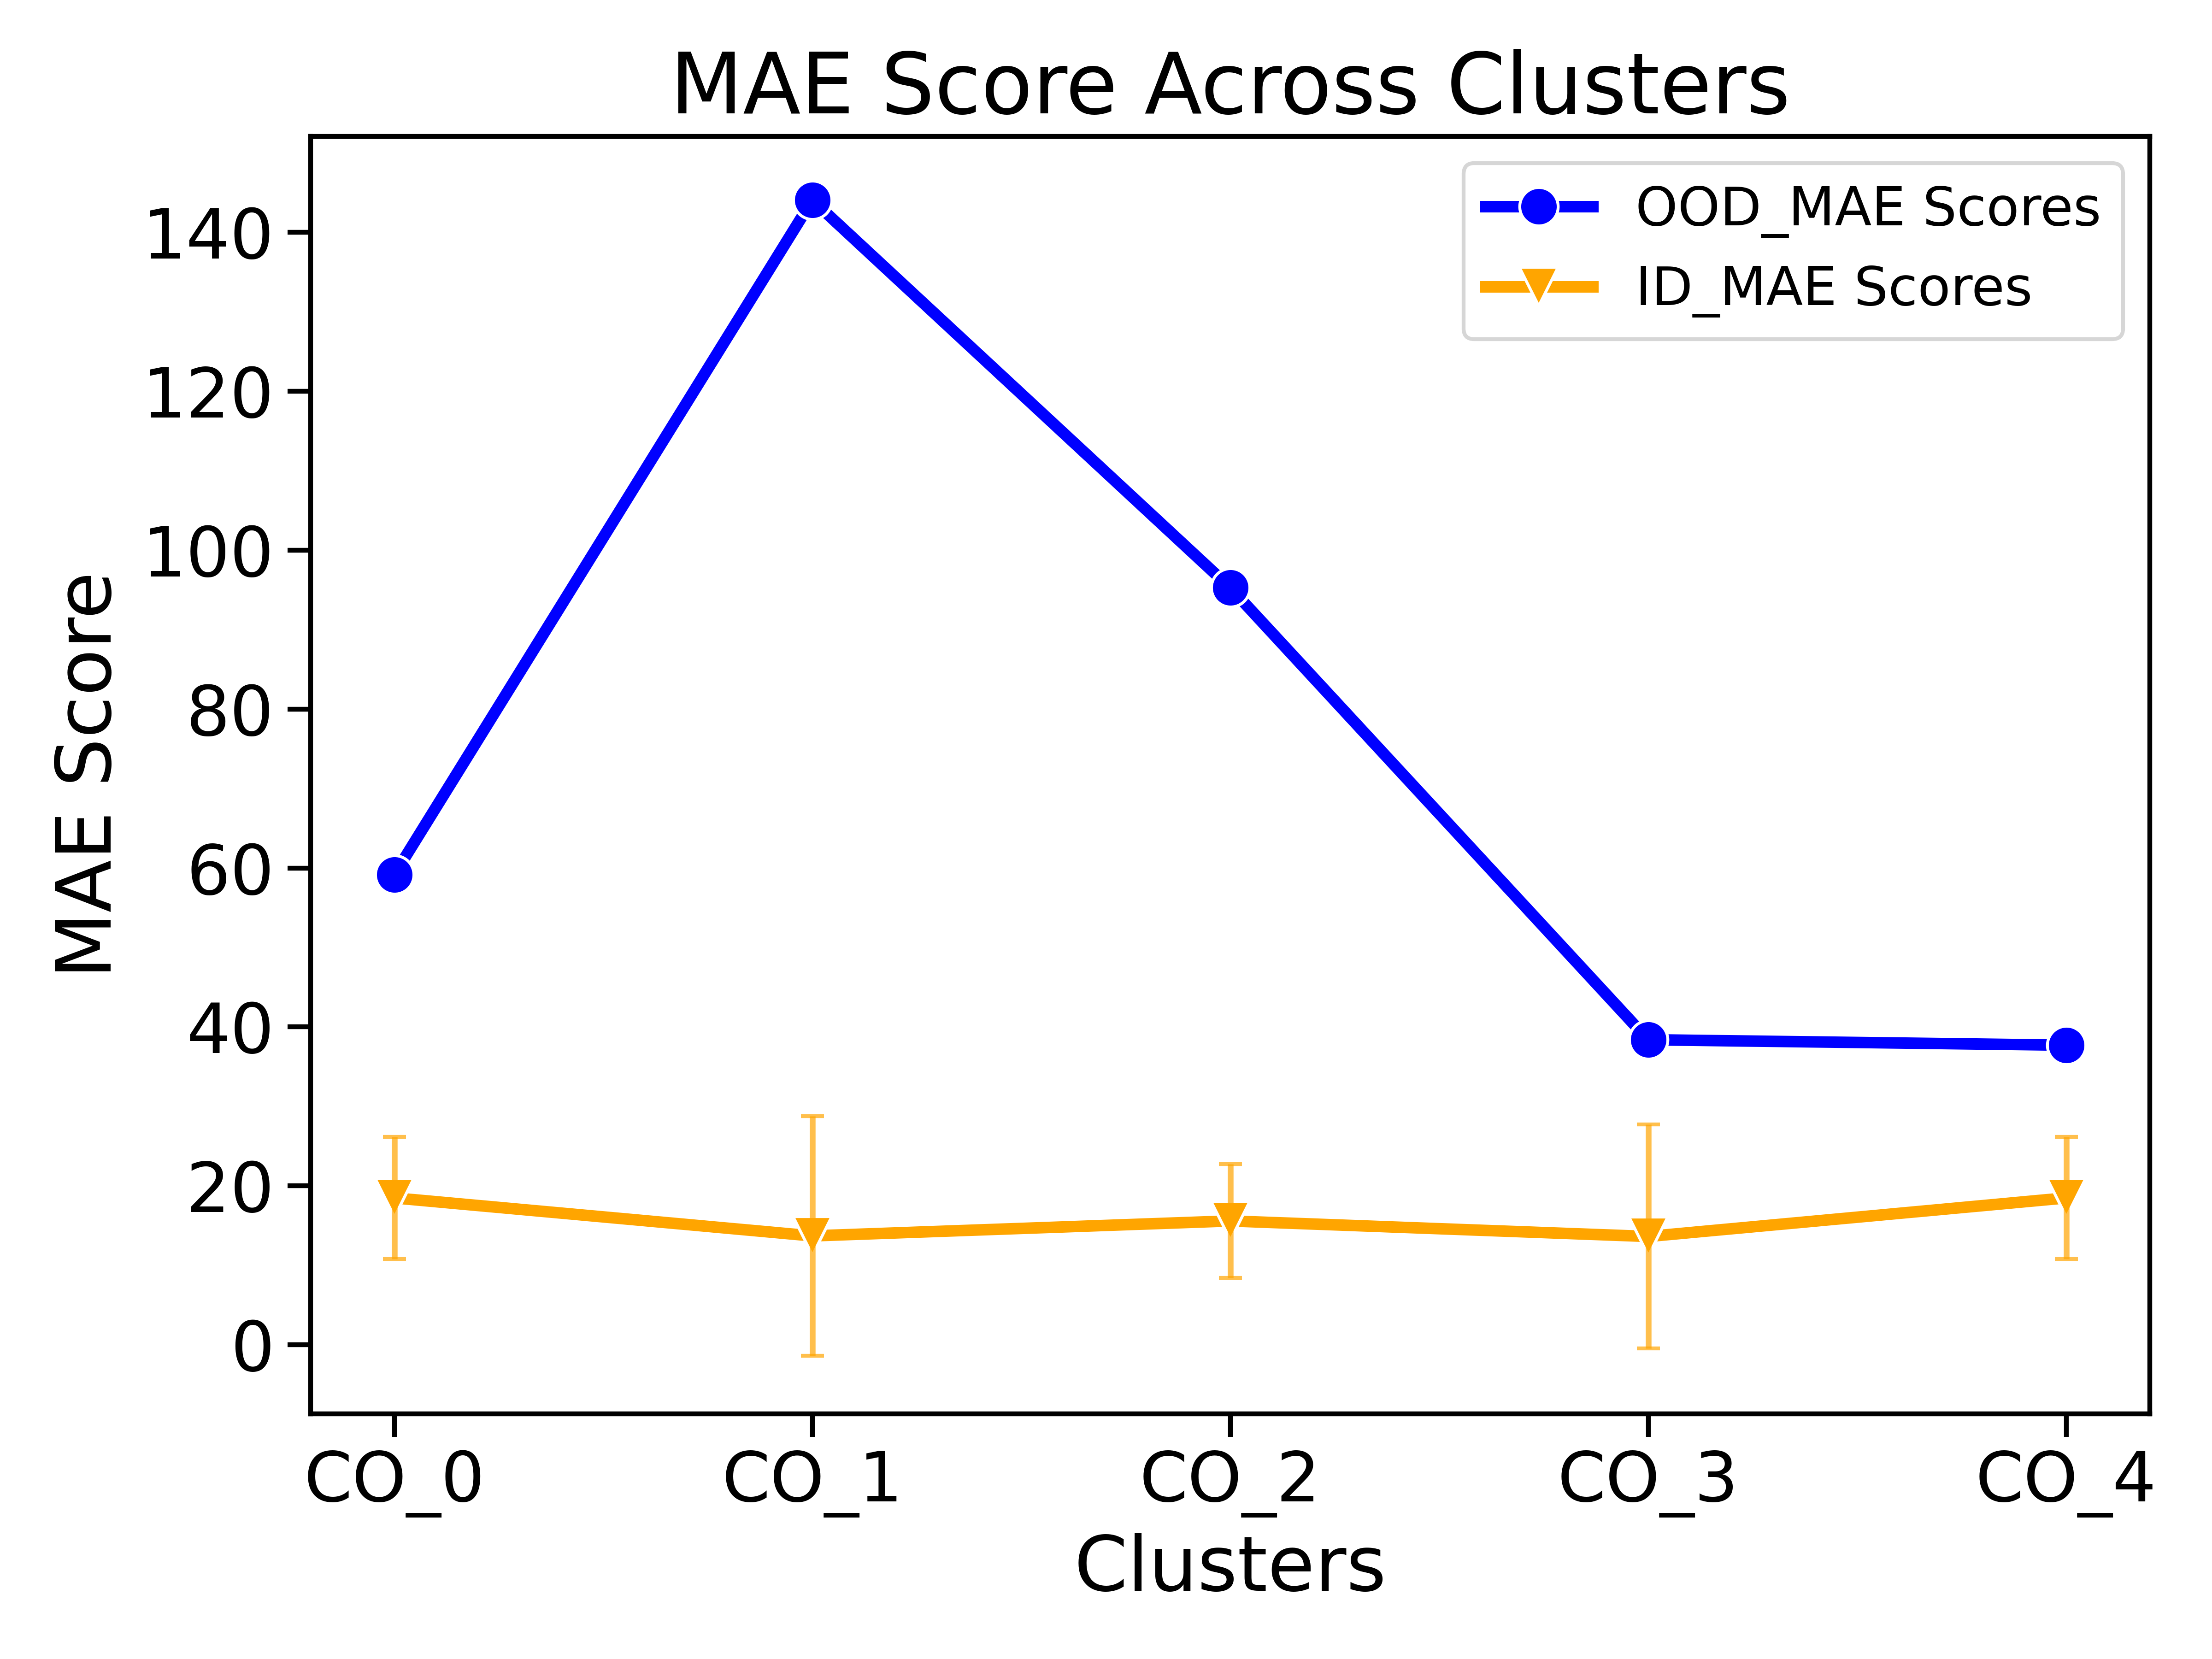 MAE Score Across Clusters
OOD_MAE Scores
ID_MAE Scores
MAE Score
140
120
100
80
60
40
20
0
CO_0 CO_1 CO_2 CO_3 CO_4
Clusters